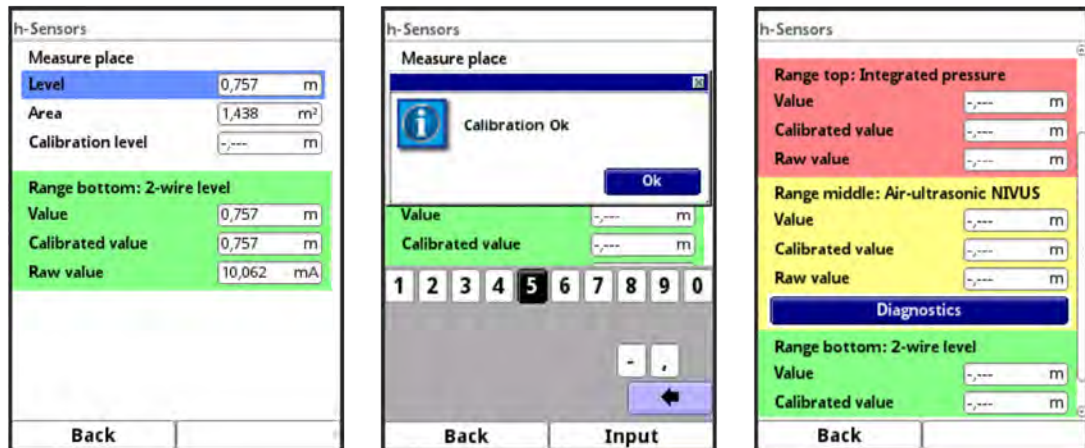 h-Sensors
Measure place
Level 0,757 m
Area 1,438 m²
Calibration level -,--- m
Range bottom: 2-wire level
Value 0,757 m
Calibrated value 0,757 m
Raw value 10,062 mA
Back
h-Sensors
Measure place
Calibration Ok
Ok
Value -,--- m
Calibrated value -,--- m
1 2 3 4 5 6 7 8 9 0
- ,
Back Input
h-Sensors
Range top: Integrated pressure
Value -,--- m
Calibrated value -,--- m
Raw value -,--- m
Range middle: Air-ultrasonic NIVUS
Value -,--- m
Calibrated value -,--- m
Raw value -,--- m
Diagnostics
Range bottom: 2-wire level
Value -,--- m
Calibrated value -,--- m
Back